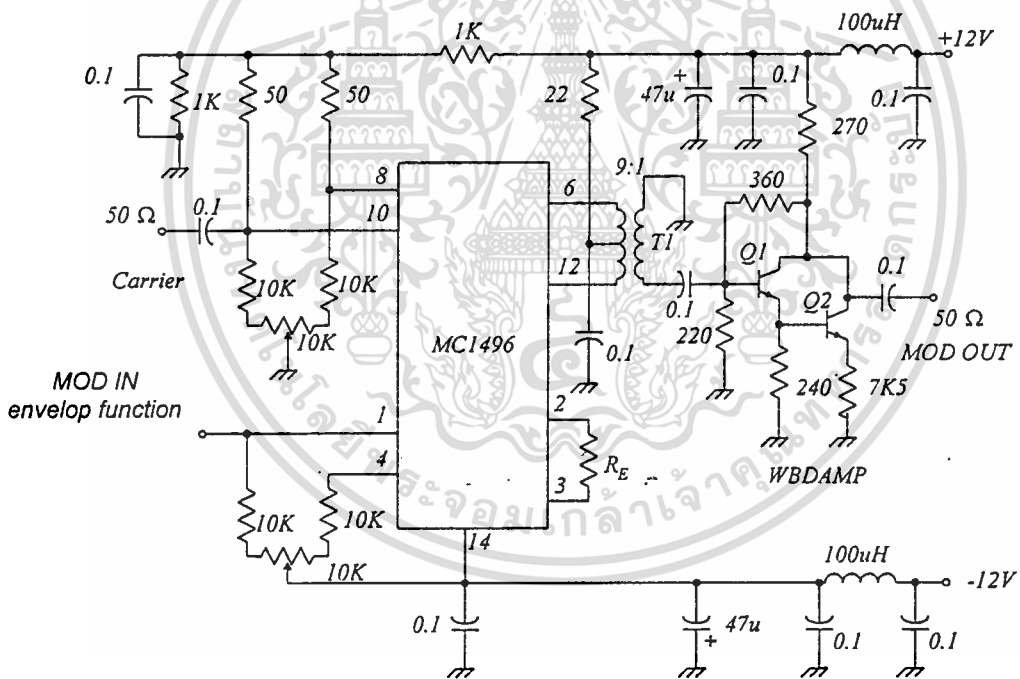 100uH
1K
+12V
0.1
1K
50
50
22
47u
+
0.1
0.1
270
8
6
9:1
360
50 Ω
0.1
10
T1
Q1
Carrier
12
0.1
0.1
Q2
50 Ω
10K
10K
10K
MC1496
0.1
220
MOD OUT
MOD IN
envelop function
240
7K5
1
2
WBDAMP
4
R_E
3
10K
10K
10K
14
100uH
-12V
0.1
47u
+
0.1
0.1